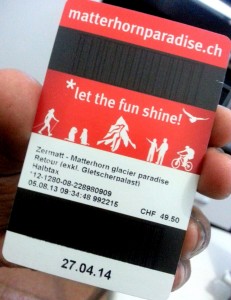 matterhornparadise.ch
*let the fun shine!
Zermatt - Matterhorn glacier paradise
Retour (exkl. Gletscherpalast)
Halbtax
*12-1280-08-228980909
05.08.13 09:34:48 992215
CHF 49.50
27.04.14